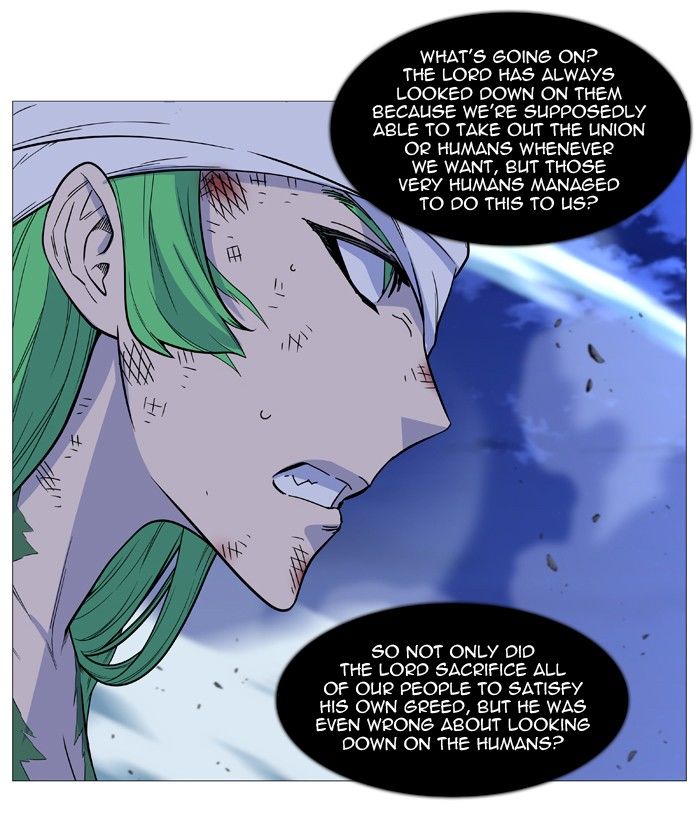 WHAT'S GOING ON?
THE LORD HAS ALWAYS
LOOKED DOWN ON THEM
BECAUSE WE'RE SUPPOSEDLY
ABLE TO TAKE OUT THE UNION
OR HUMANS WHENEVER
WE WANT, BUT THOSE
VERY HUMANS MANAGED
TO DO THIS TO US?
SO NOT ONLY DID
THE LORD SACRIFICE ALL
OF OUR PEOPLE TO SATISFY
HIS OWN GREED, BUT HE WAS
EVEN WRONG ABOUT LOOKING
DOWN ON THE HUMANS?